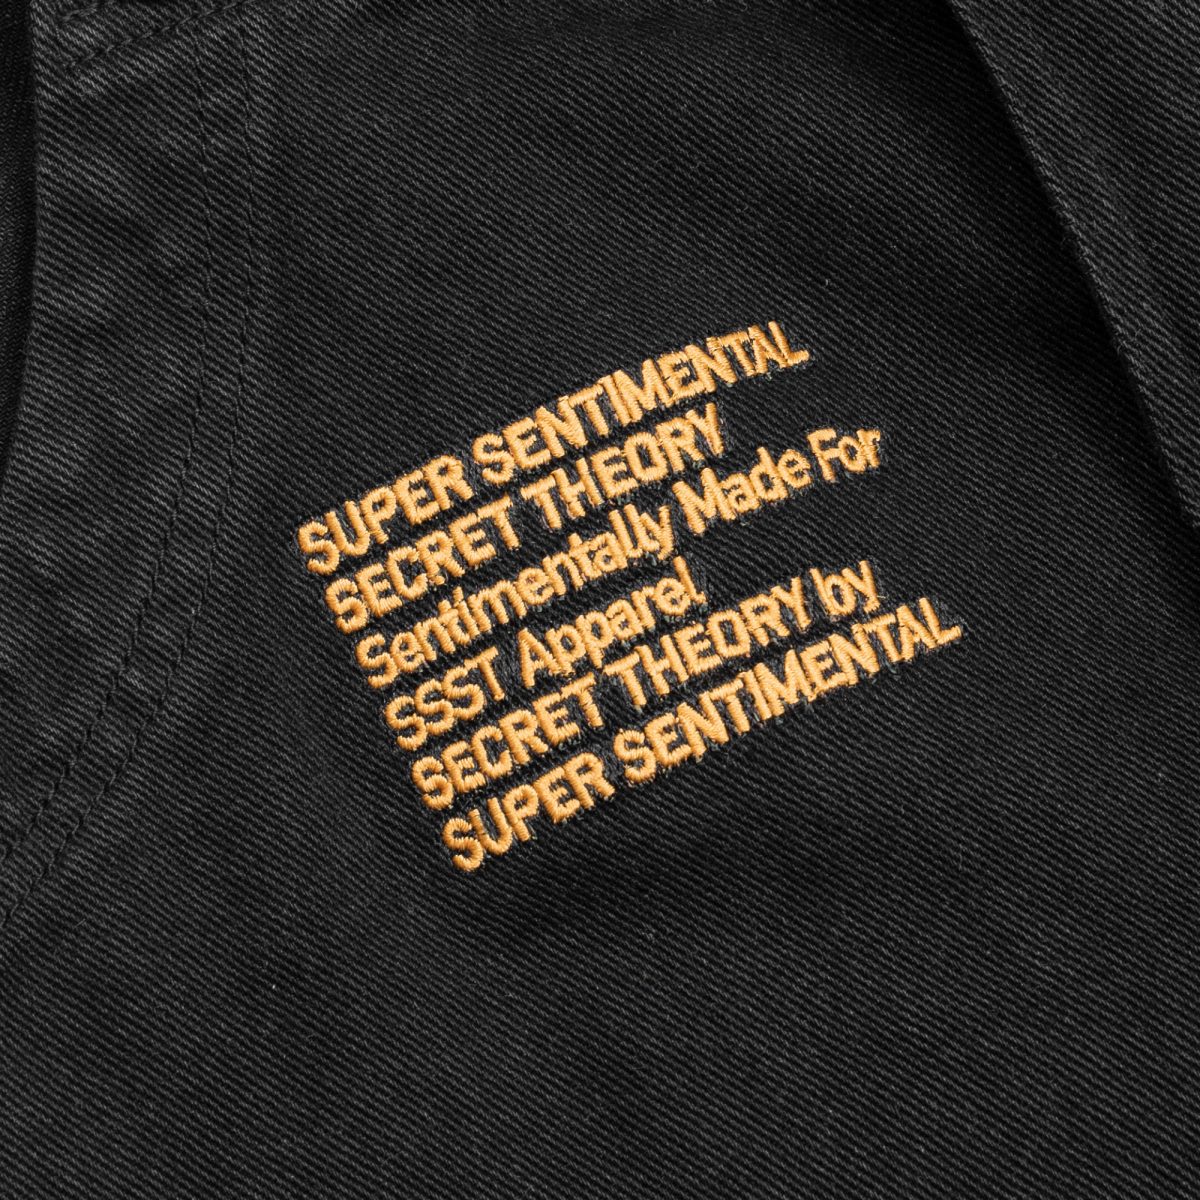 SUPER SENTIMENTAL
SECRET THEORY
Sentimentally Made For
SSST Apparel
SECRET THEORY by
SUPER SENTIMENTAL